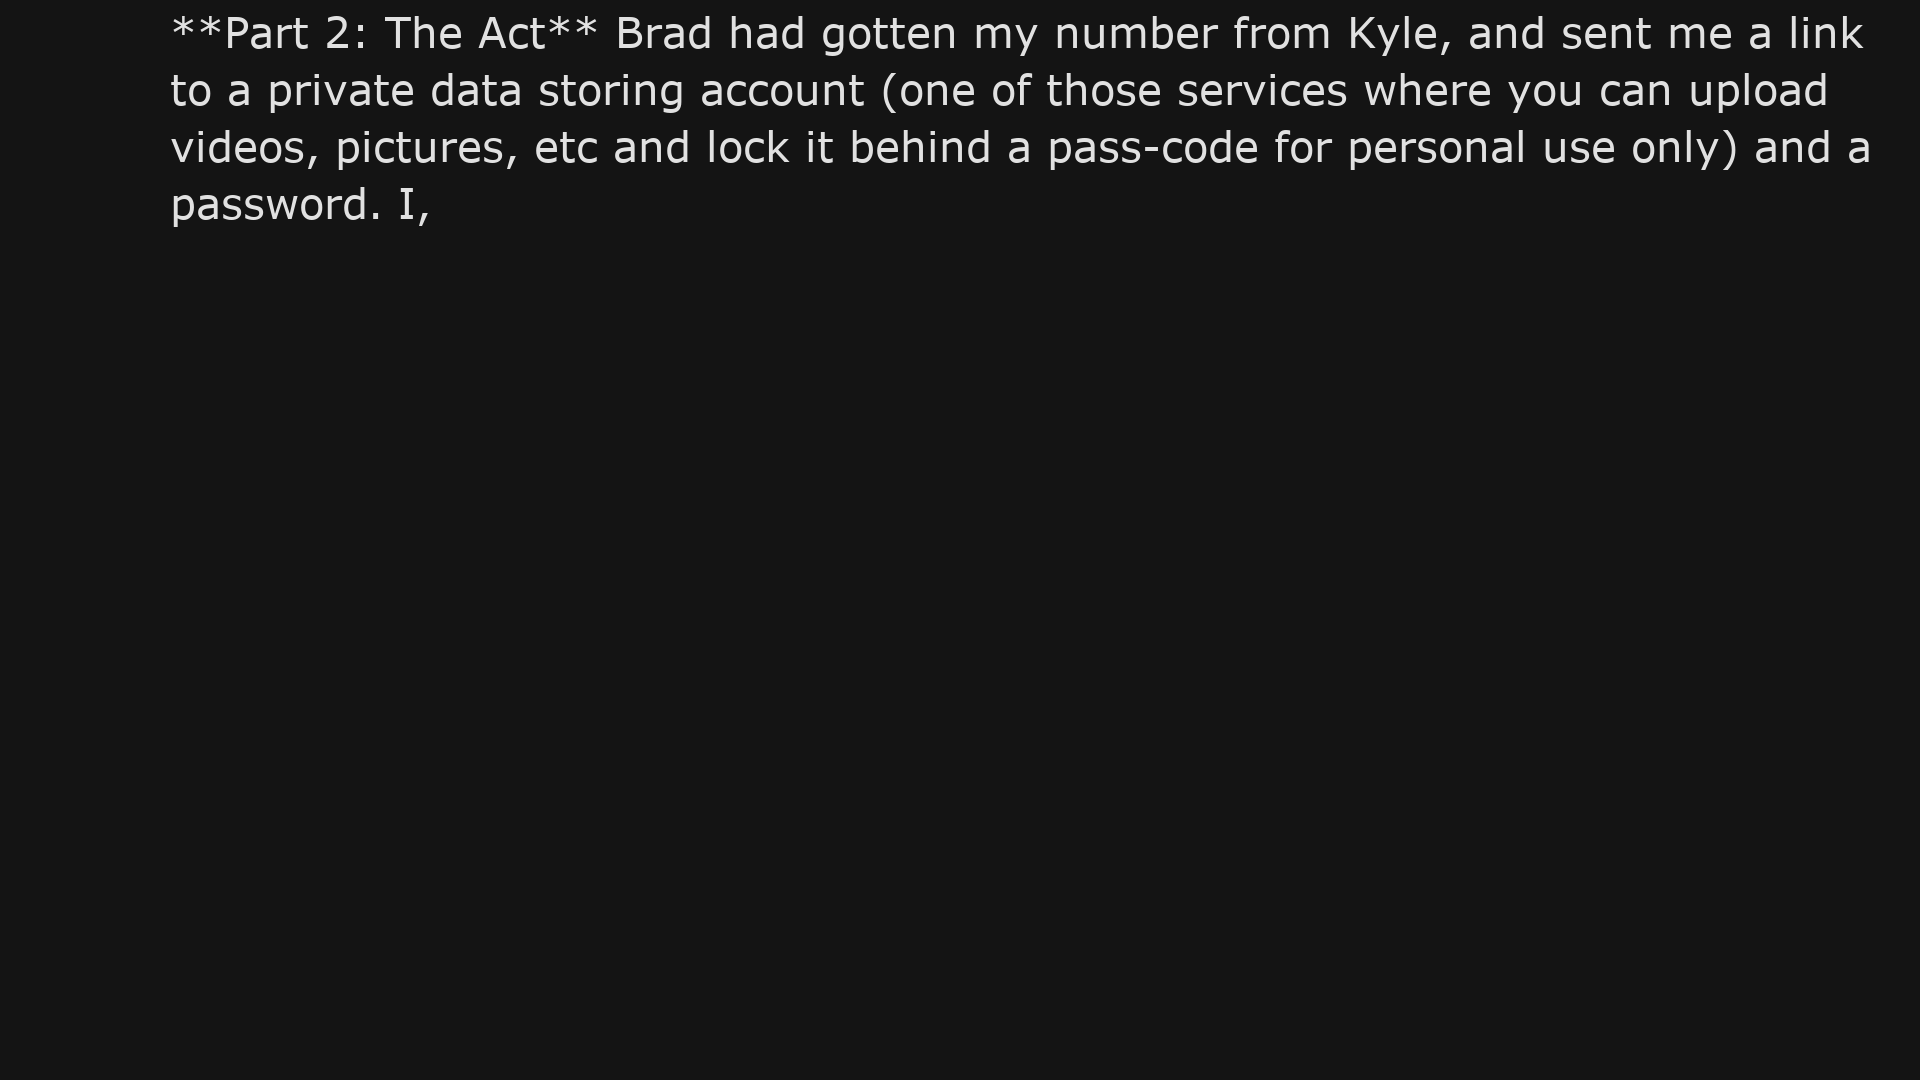 **Part 2: The Act** Brad had gotten my number from Kyle, and sent me a link
to a private data storing account (one of those services where you can upload
videos, pictures, etc and lock it behind a pass-code for personal use only) and a
password. I,